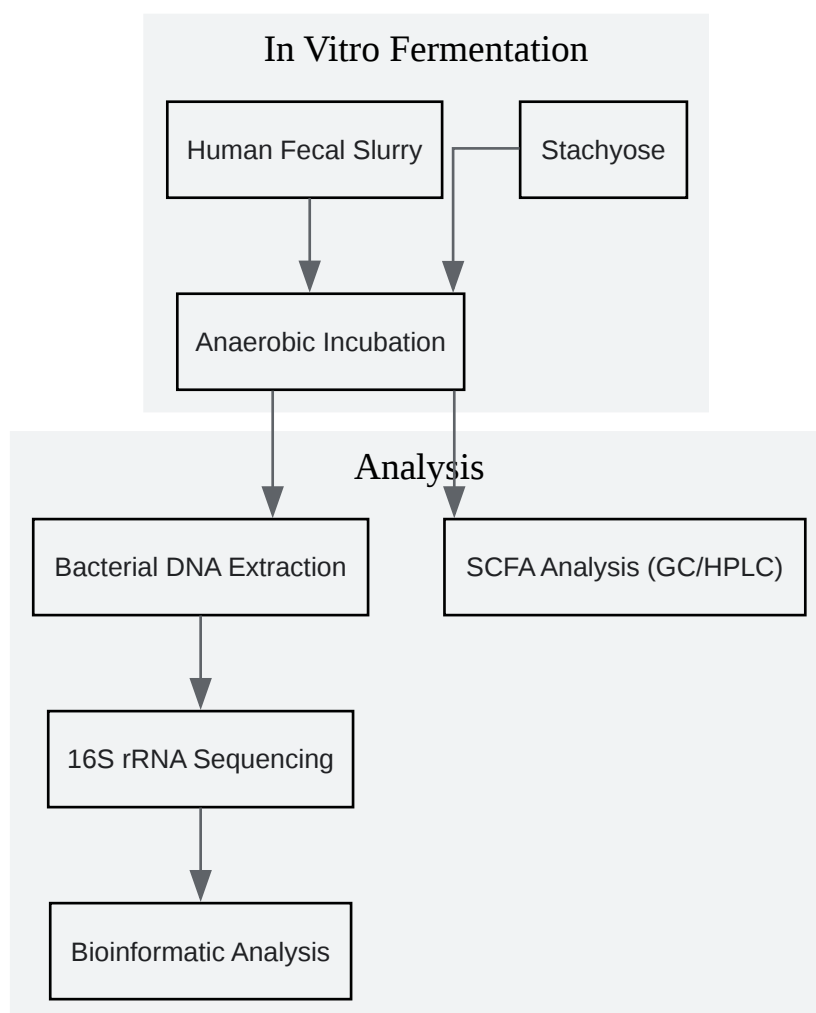 In Vitro Fermentation
Human Fecal Slurry
Stachyose
Anaerobic Incubation
Analysis
Bacterial DNA Extraction
SCFA Analysis (GC/HPLC)
16S rRNA Sequencing
Bioinformatic Analysis